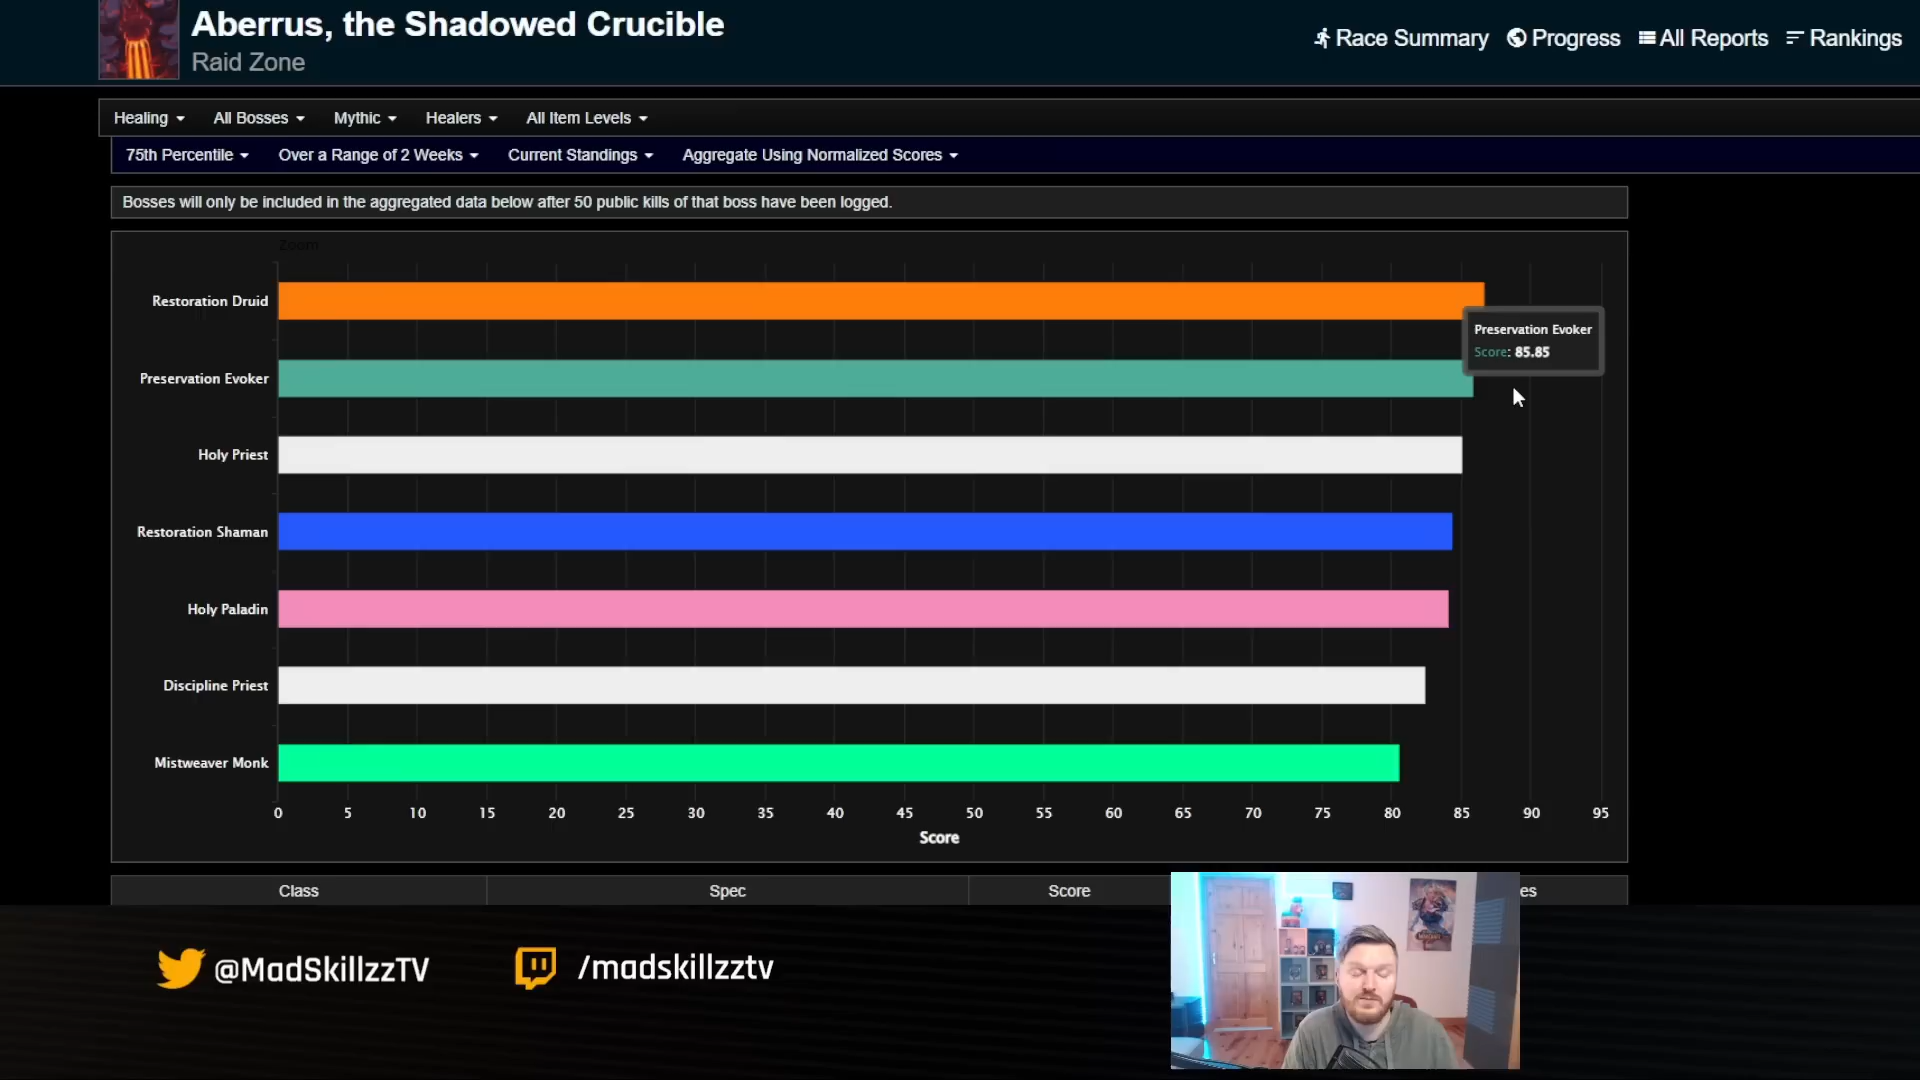 Aberrus, the Shadowed Crucible
Raid Zone
Race Summary Progress All Reports Rankings
Healing All Bosses Mythic Healers All Item Levels
75th Percentile Over a Range of 2 Weeks Current Standings Aggregate Using Normalized Scores
Bosses will only be included in the aggregated data below after 50 public kills of that boss have been logged.
Zoom
Restoration Druid
Preservation Evoker
Score: 85.85
Preservation Evoker
Holy Priest
Restoration Shaman
Holy Paladin
Discipline Priest
Mistweaver Monk
0 5 10 15 20 25 30 35 40 45 50 55 60 65 70 75 80 85 90 95
Score
Class Spec Score es
@MadSkillzzTV /madskillzztv